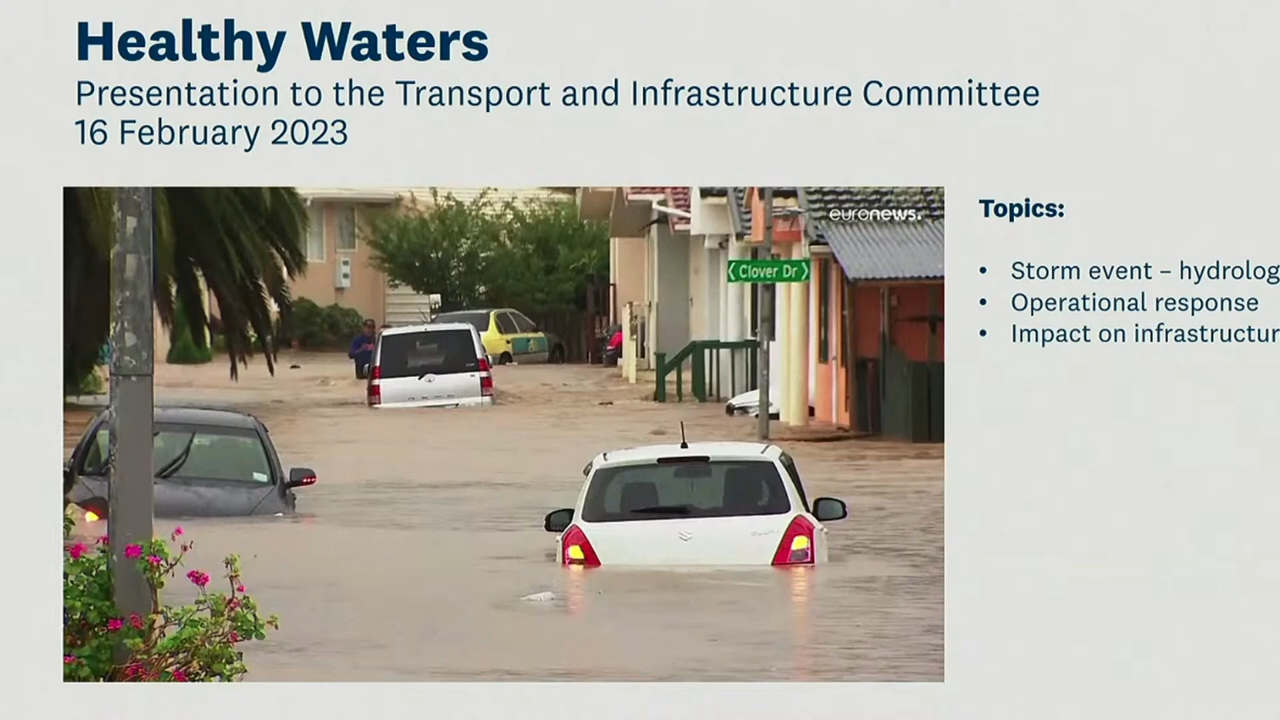 Healthy Waters
Presentation to the Transport and Infrastructure Committee
16 February 2023
euronews.
Clover Dr
Topics:
• Storm event – hydrolog
• Operational response
• Impact on infrastructur